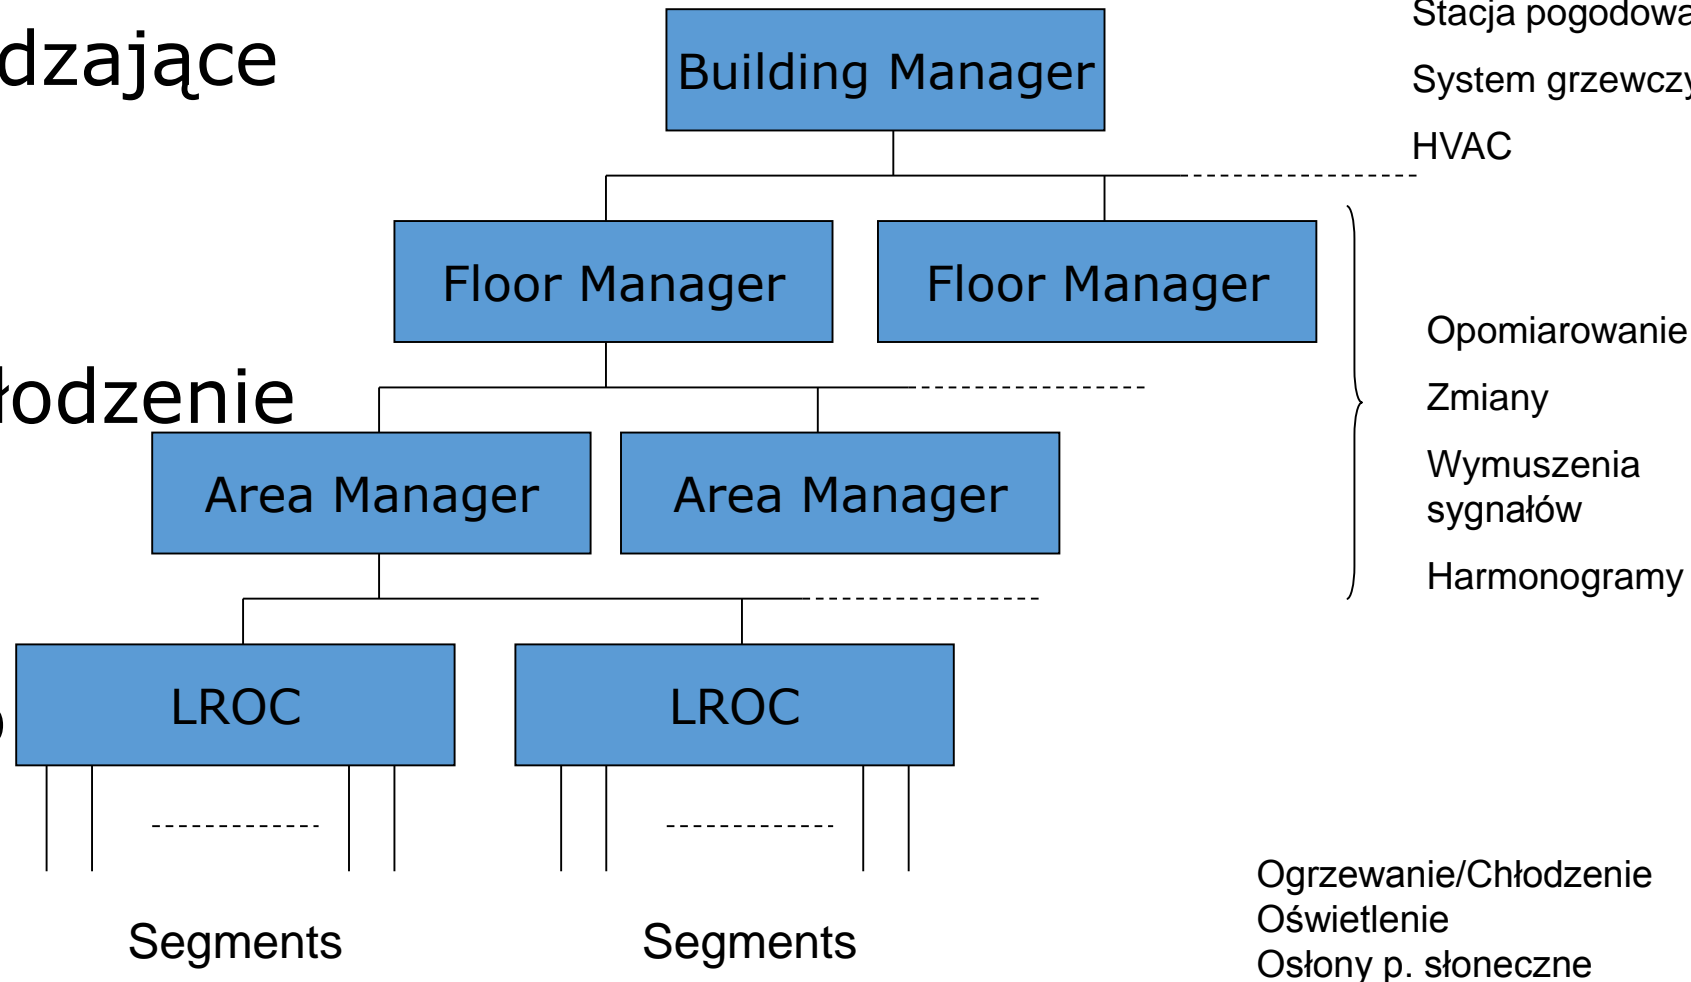 Stacja pogodowa
dzające
Building Manager
System grzewczy
HVAC
Floor Manager
Floor Manager
Opomiarowanie
łodzenie
Zmiany
Area Manager
Area Manager
Wymuszenia
sygnałów
Harmonogramy
LROC
LROC
Ogrzewanie/Chłodzenie
Oświetlenie
Segments
Segments
Osłony p. słoneczne